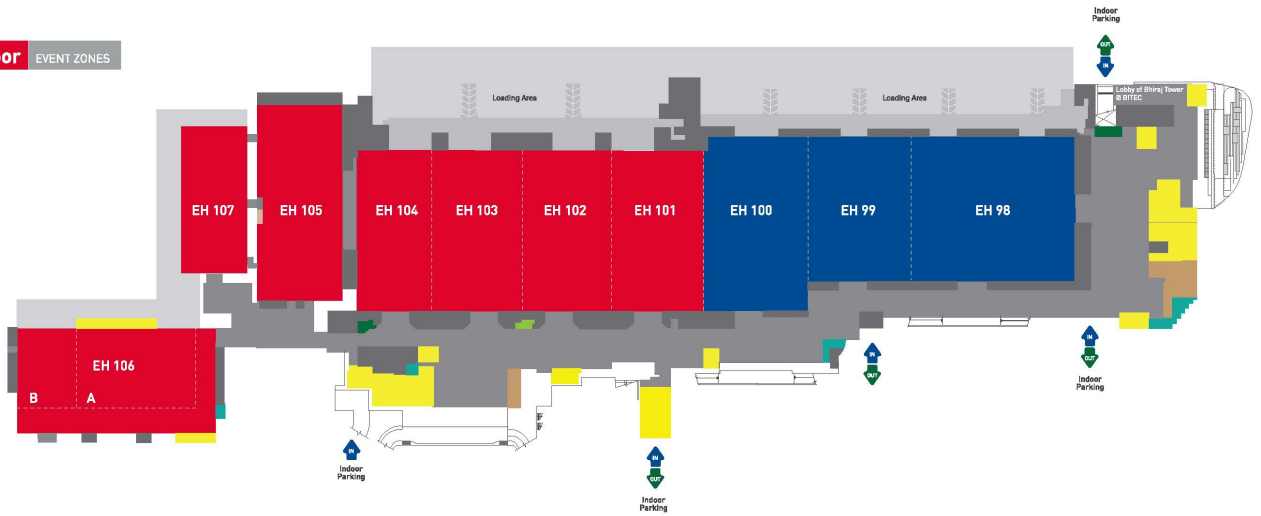 oor EVENT ZONES
Indoor
Parking
OUT
IN
Lobby of Bhiraj Tower
@ BITEC
Loading Area
Loading Area
EH 107
EH 105
EH 104
EH 103
EH 102
EH 101
EH 100
EH 99
EH 98
EH 106
B
A
IN
OUT
IN
OUT
Indoor
Parking
IN
Indoor
Parking
IN
OUT
Indoor
Parking